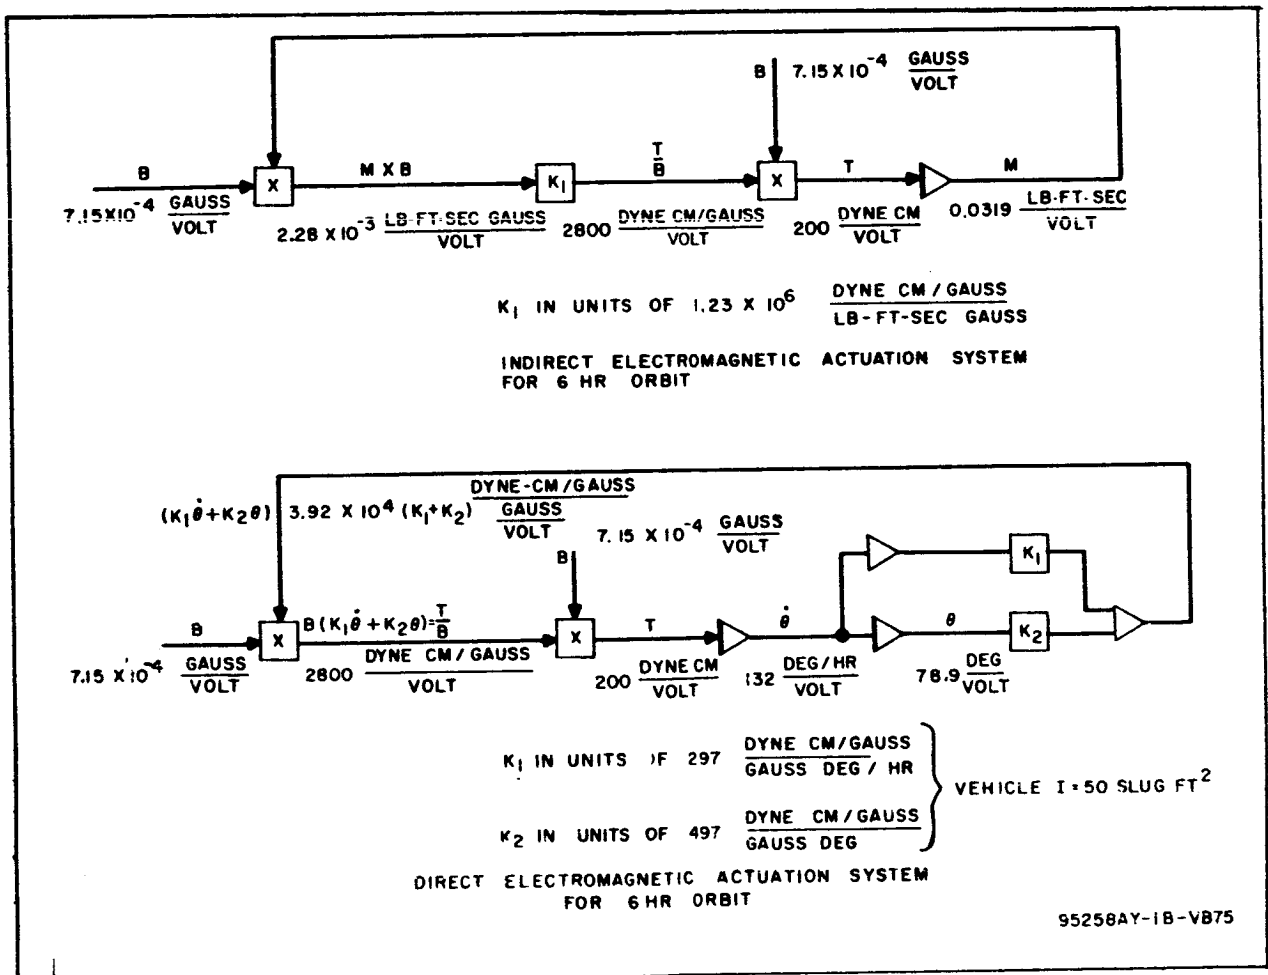 B 7.15 X 10⁻⁴ GAUSS/VOLT
B
X
M X B
K₁
T/B
X
T
M
7.15X10⁻⁴ GAUSS/VOLT
2.28 X 10⁻³ LB-FT-SEC GAUSS/VOLT
2800 DYNE CM/GAUSS/VOLT
200 DYNE CM/VOLT
0.0319 LB-FT-SEC/VOLT
K₁ IN UNITS OF 1.23 X 10⁶ DYNE CM / GAUSS/LB-FT-SEC GAUSS
INDIRECT ELECTROMAGNETIC ACTUATION SYSTEM
FOR 6 HR ORBIT
(K₁θ̇+K₂θ) 3.92 X 10⁴ (K₁+K₂) DYNE-CM/GAUSS/GAUSS/VOLT
7.15 X 10⁻⁴ GAUSS/VOLT
B
K₁
B
X
B(K₁θ̇ + K₂θ)=T/B
X
T
θ̇
θ
K₂
7.15 X 10⁻⁴ GAUSS/VOLT
2800 DYNE CM / GAUSS/VOLT
200 DYNE CM/VOLT
132 DEG/HR/VOLT
78.9 DEG/VOLT
K₁ IN UNITS OF 297 DYNE CM/GAUSS/GAUSS DEG / HR
VEHICLE I = 50 SLUG FT²
K₂ IN UNITS OF 497 DYNE CM / GAUSS/GAUSS DEG
DIRECT ELECTROMAGNETIC ACTUATION SYSTEM
FOR 6 HR ORBIT
95258AY-1B-VB75